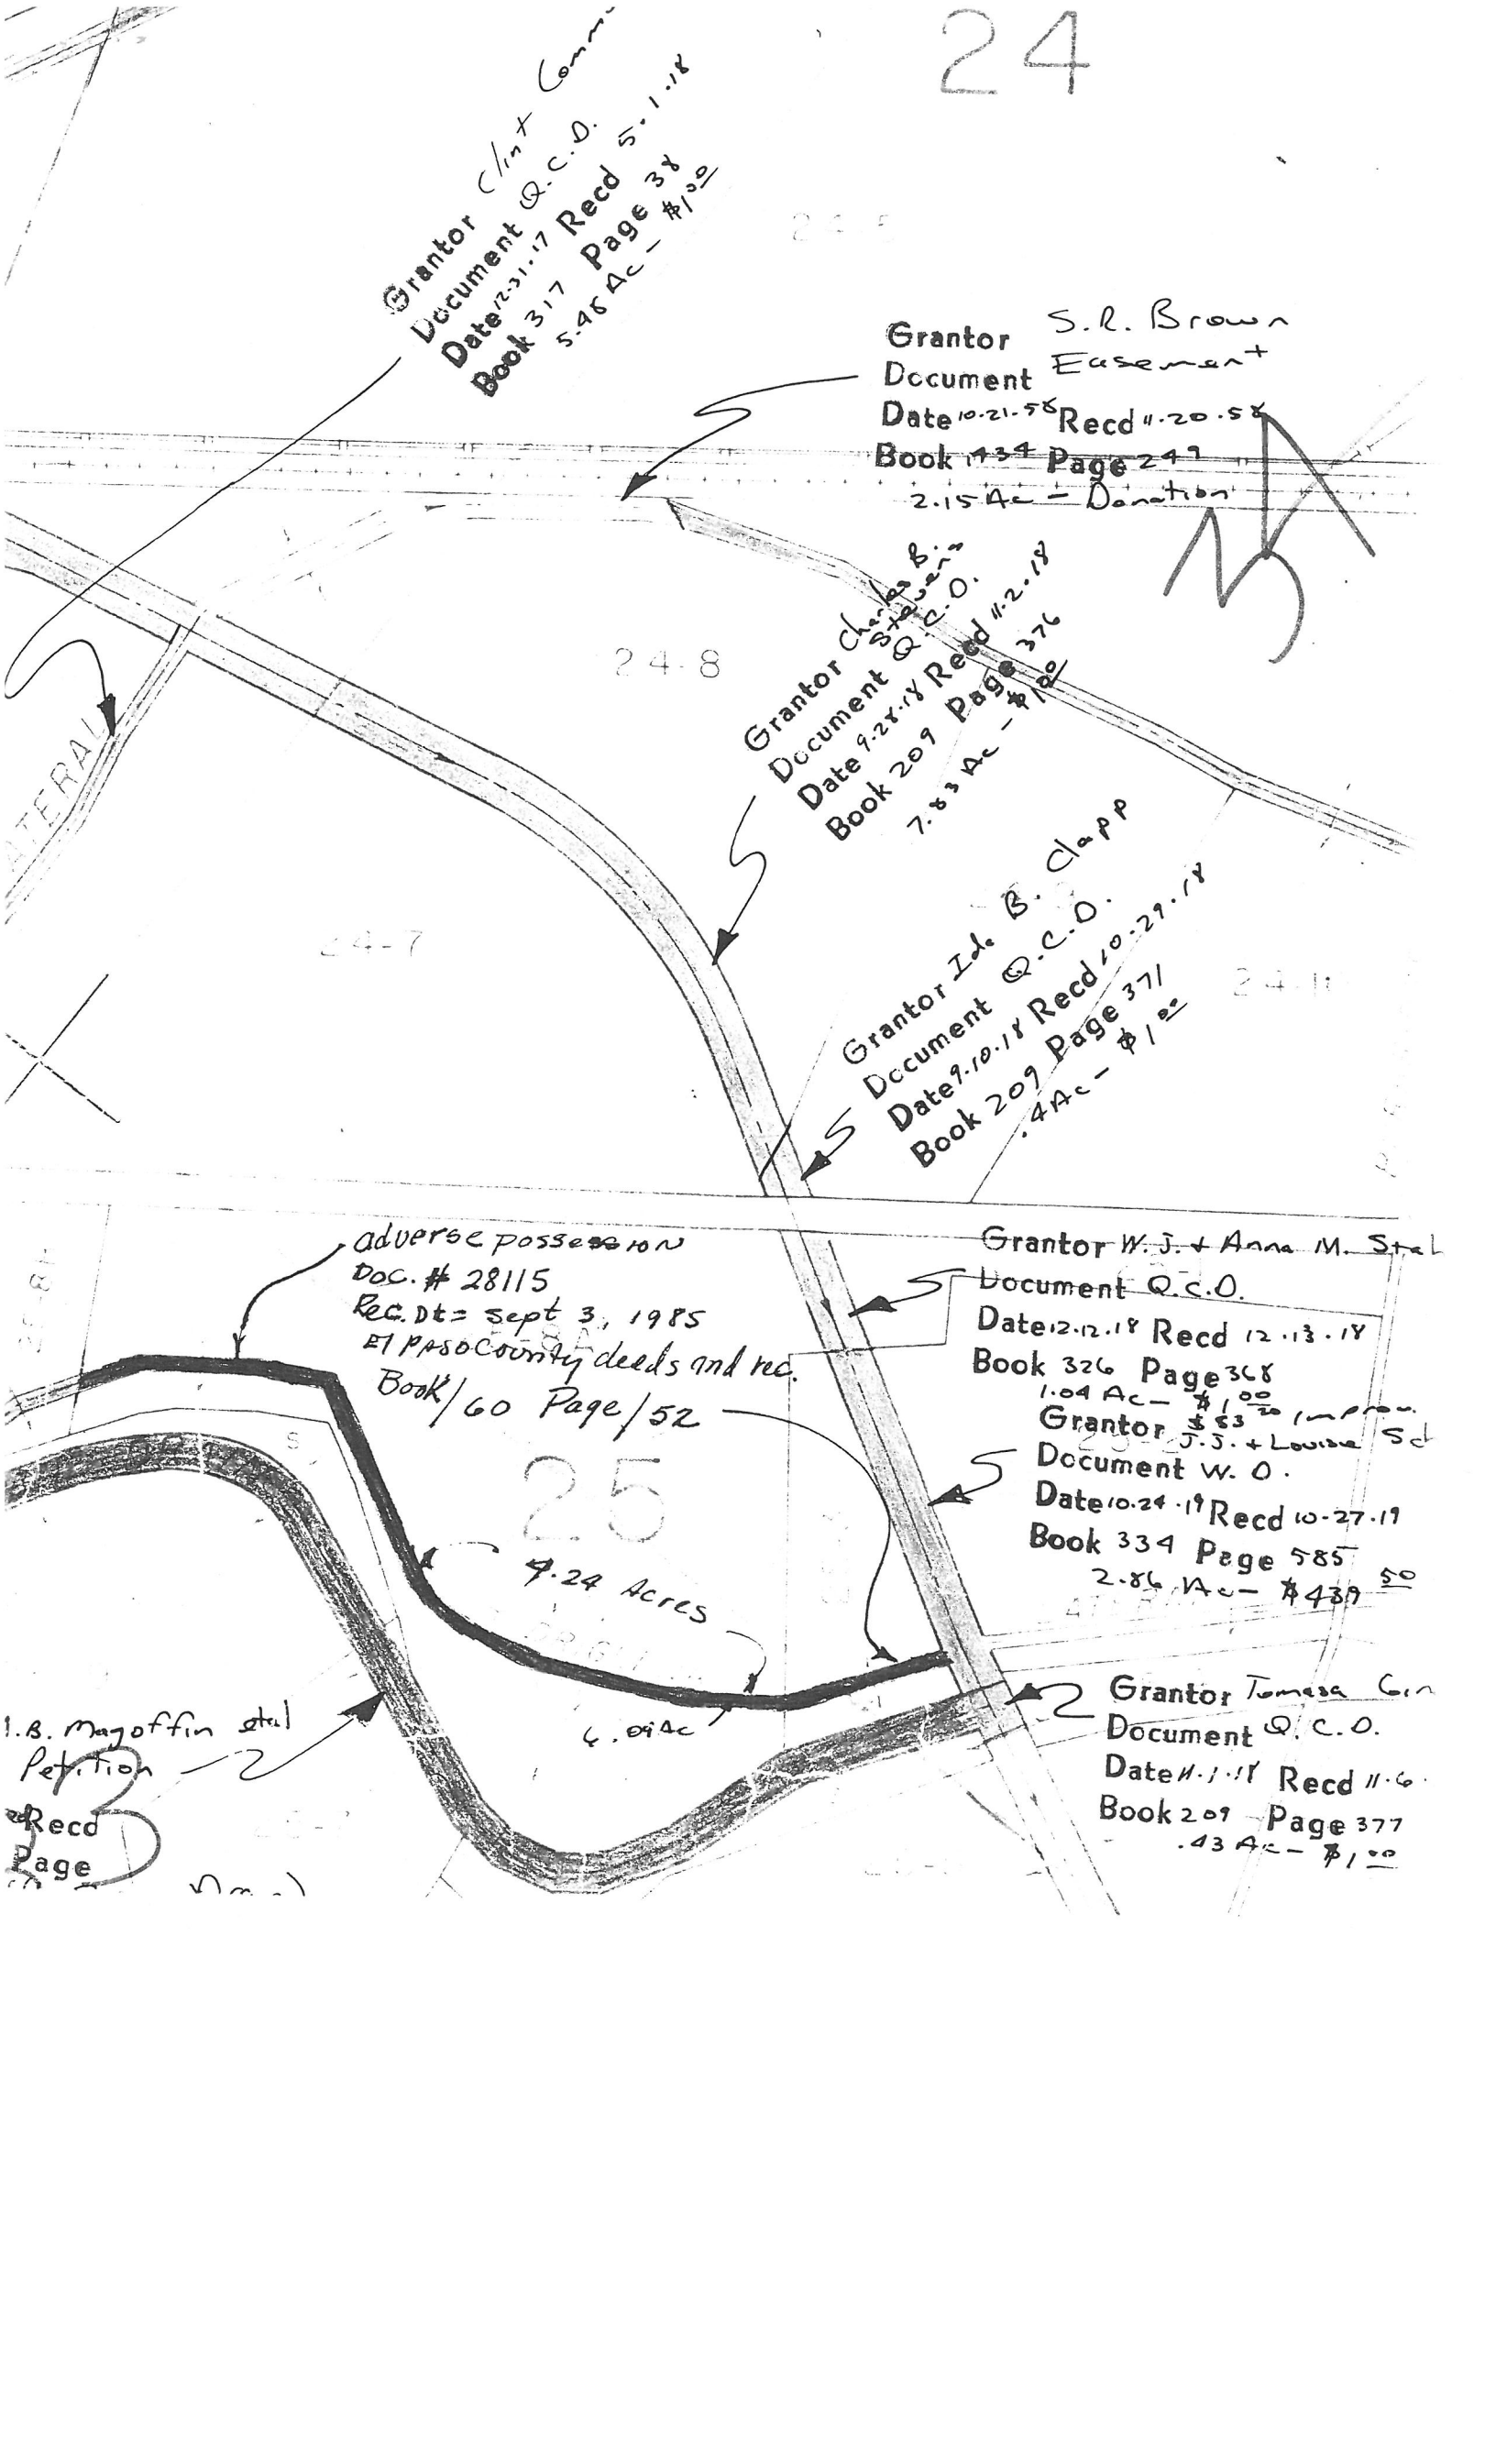 24
Grantor Clint Comm
Document Q.C.D.
Date 12.31.17 Recd 5.1.18
Book 317 Page 38
Ac - $1.00
Grantor S.R. Brown
Document Easement
Date 10.21.58 Recd 11.20.58
Book 1434 Page 249
2.15 Ac - Donation
24-8
Grantor Charles B. Stevens
Document Q.C.D.
Date 9.28.18 Recd 11.2.18
Book 209 Page 376
7.83 Ac - $1.00
ATERAL
24-7
Grantor Ida B. Clapp
Document Q.C.D.
Date 9.10.18 Recd 10-29.18
Book 209 Page 371
.4 Ac - $1.00
adverse possession
Doc. # 28115
Rec. Dt = Sept 3, 1985
El Paso County deeds and rec.
Book/60 Page/52
Grantor W.J. + Anna M. Stal
Document Q.C.D.
Date 12.12.18 Recd 12.13.18
Book 326 Page 368
1.04 Ac - $1.00
Grantor J.J. + Louise
Document W.D.
Date 10.24.19 Recd 10-27.19
Book 334 Page 585
2.86 Ac - $439 50
25
4.24 Acres
Ac
Grantor Tomasa
Document Q.C.D.
Date 11.1.18 Recd 11.6.
Book 209 Page 377
.43 Ac - $1.00
.B. Magoffin etal
Petition
Recd
Page
3